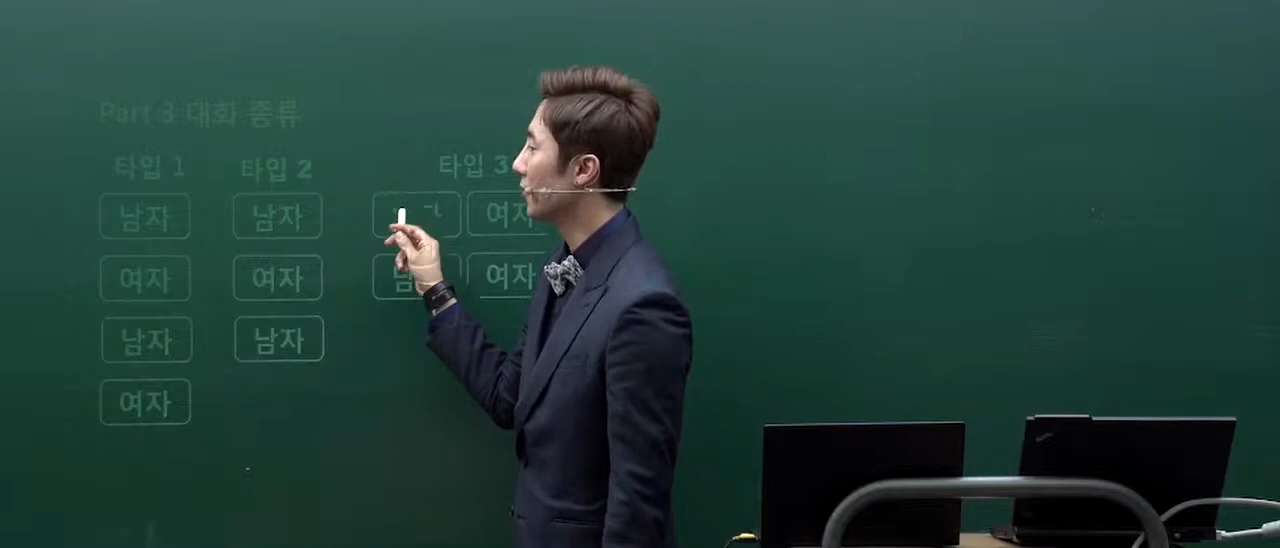 Part 3 대화 종류
타입 1 타입 2 타입 3
남자 남자 여자
여자 여자 남 여자
남자 남자
여자